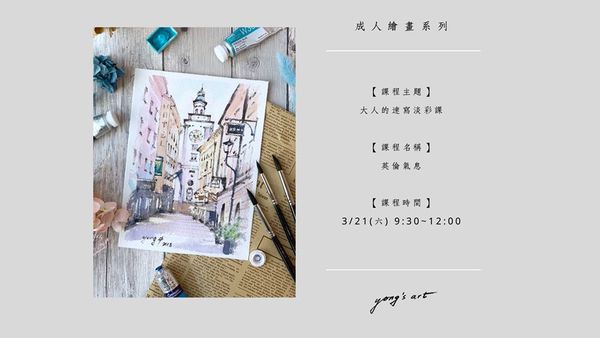 成人繪畫系列
【課程主題】
大人的速寫淡彩課
【課程名稱】
英倫氣息
【課程時間】
3/21(六) 9:30~12:00
yong's art